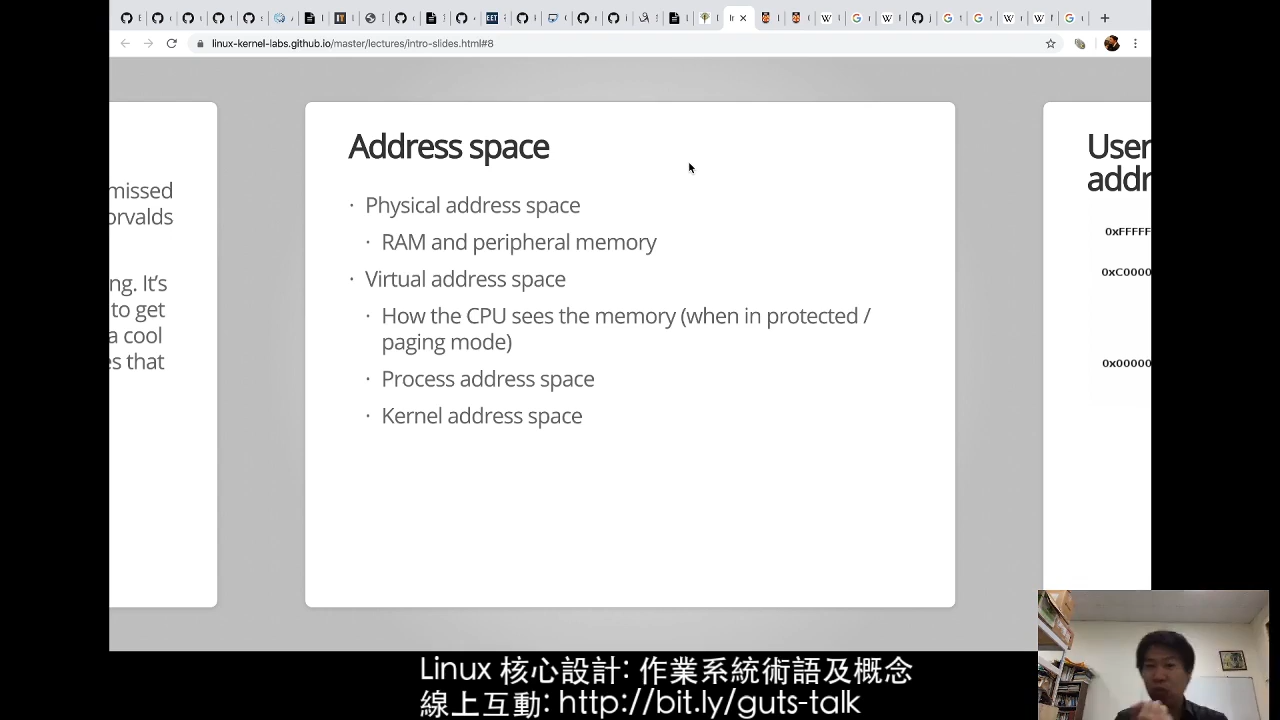 linux-kernel-labs.github.io/master/lectures/intro-slides.html#8
missed
orvalds
ng. It's
to get
a cool
es that
Address space
· Physical address space
· RAM and peripheral memory
· Virtual address space
· How the CPU sees the memory (when in protected /
paging mode)
· Process address space
· Kernel address space
User
addr
0xFFFFF
0xC0000
0x00000
Linux 核心設計: 作業系統術語及概念
線上互動: http://bit.ly/guts-talk